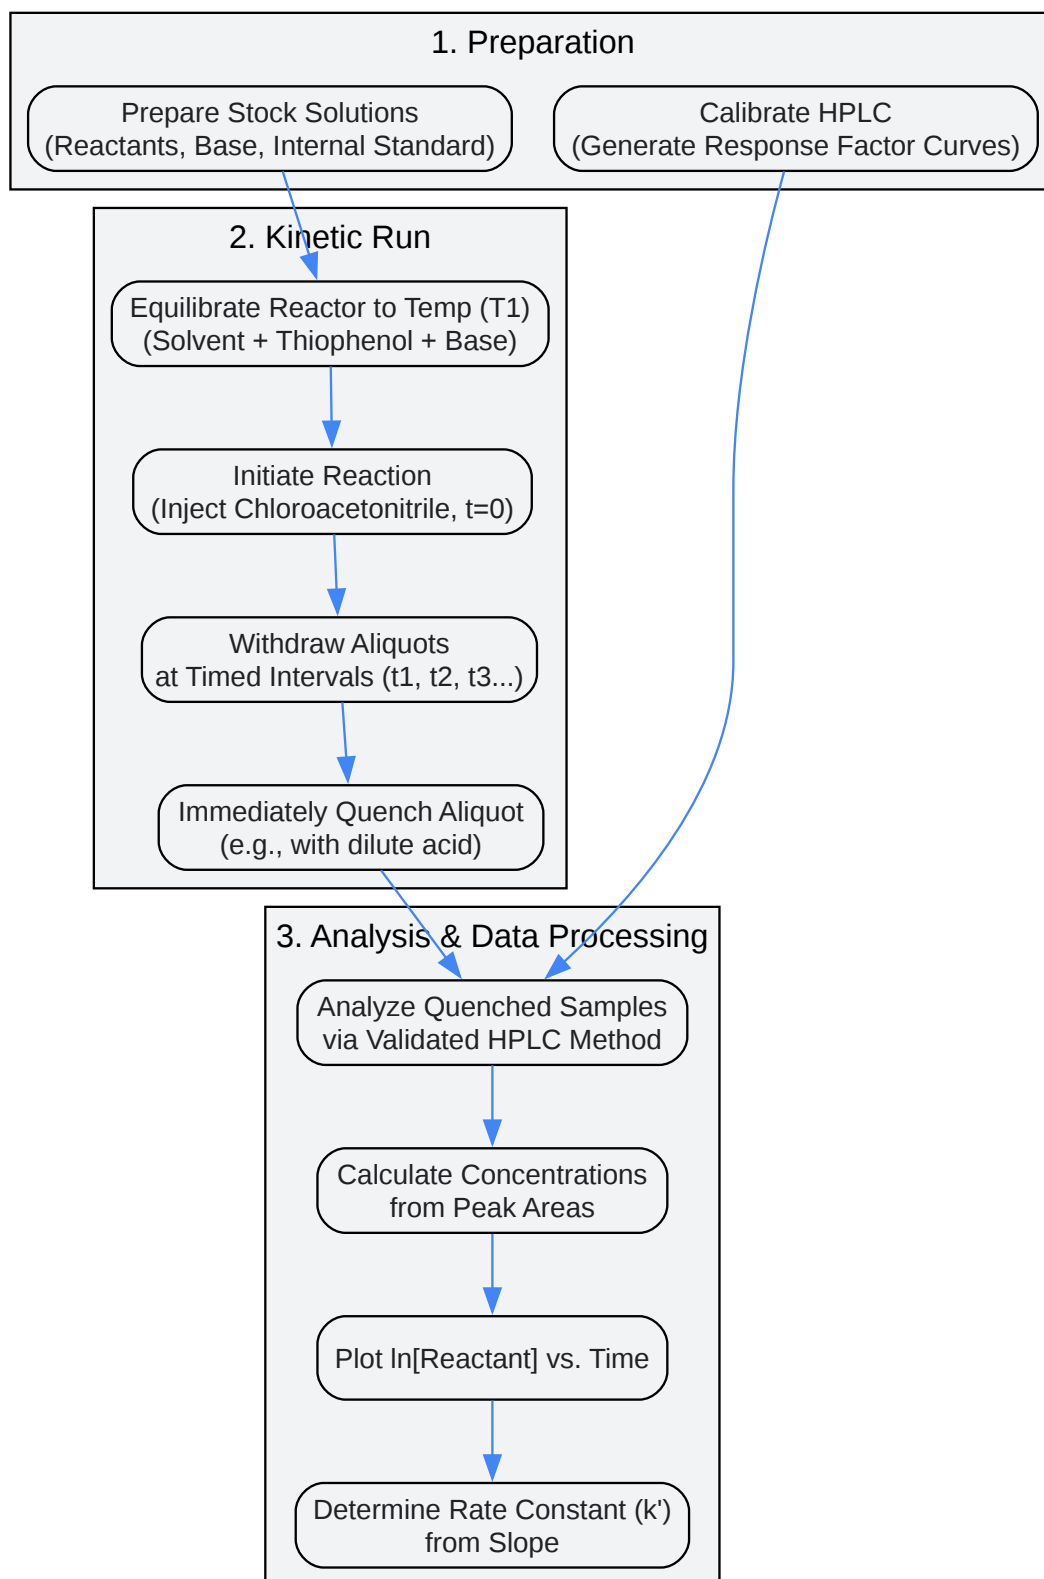 1. Preparation
Prepare Stock Solutions
(Reactants, Base, Internal Standard)
Calibrate HPLC
(Generate Response Factor Curves)
2. Kinetic Run
Equilibrate Reactor to Temp (T1)
(Solvent + Thiophenol + Base)
Initiate Reaction
(Inject Chloroacetonitrile, t=0)
Withdraw Aliquots
at Timed Intervals (t1, t2, t3...)
Immediately Quench Aliquot
(e.g., with dilute acid)
3. Analysis & Data Processing
Analyze Quenched Samples
via Validated HPLC Method
Calculate Concentrations
from Peak Areas
Plot ln[Reactant] vs. Time
Determine Rate Constant (k')
from Slope